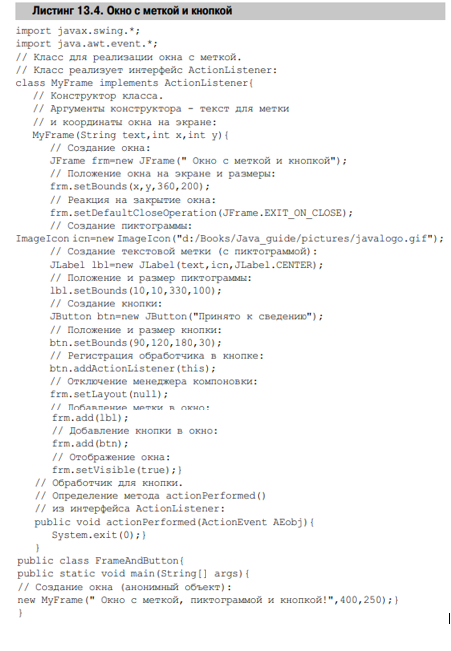 Листинг 13.4. Окно с меткой и кнопкой
import javax.swing.*;
import java.awt.event.*;
// Класс для реализации окна с меткой.
// Класс реализует интерфейс ActionListener:
class MyFrame implements ActionListener{
// Конструктор класса.
// Аргументы конструктора - текст для метки
// и координаты окна на экране:
MyFrame(String text,int x,int y){
// Создание окна:
JFrame frm=new JFrame(" Окно с меткой и кнопкой");
// Положение окна на экране и размеры:
frm.setBounds(x,y,360,200);
// Реакция на закрытие окна:
frm.setDefaultCloseOperation(JFrame.EXIT_ON_CLOSE);
// Создание пиктограммы:
ImageIcon icn=new ImageIcon("d:/Books/Java_guide/pictures/javalogo.gif");
// Создание текстовой метки (с пиктограммой):
JLabel lbl=new JLabel(text,icn,JLabel.CENTER);
// Положение и размер пиктограммы:
lbl.setBounds(10,10,330,100);
// Создание кнопки:
JButton btn=new JButton("Принято к сведению");
// Положение и размер кнопки:
btn.setBounds(90,120,180,30);
// Регистрация обработчика в кнопке:
btn.addActionListener(this);
// Отключение менеджера компоновки:
frm.setLayout(null);
// Добавление метки в окно:
frm.add(lbl);
// Добавление кнопки в окно:
frm.add(btn);
// Отображение окна:
frm.setVisible(true);}
// Обработчик для кнопки.
// Определение метода actionPerformed()
// из интерфейса ActionListener:
public void actionPerformed(ActionEvent AEobj){
System.exit(0);}
}
public class FrameAndButton{
public static void main(String[] args){
// Создание окна (анонимный объект):
new MyFrame(" Окно с меткой, пиктограммой и кнопкой!",400,250);}
}